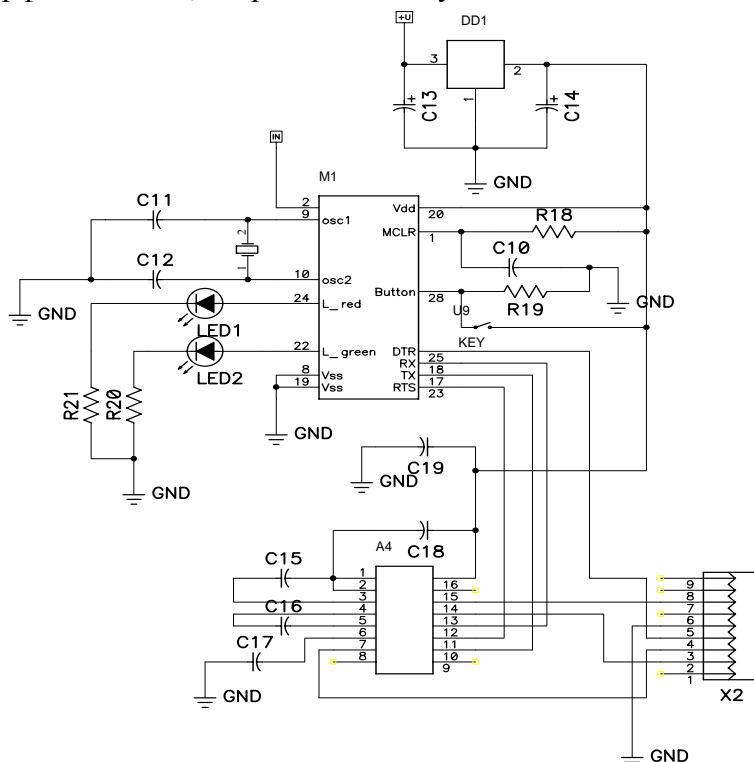 +U
DD1
3
2
1
C13
C14
GND
IN
M1
2
9
osc1
Vdd
20
MCLR
1
R18
C11
C12
2
1
10
osc2
C10
GND
Button
28
R19
GND
24
L_red
U9
KEY
LED1
22
L_green
LED2
DTR
25
RX
18
TX
17
RTS
23
8
Vss
19
Vss
R21
R20
GND
GND
C19
GND
C18
A4
C15
1
2
3
4
5
6
7
8
16
15
14
13
12
11
10
9
C16
C17
GND
9
8
7
6
5
4
3
2
1
X2
GND